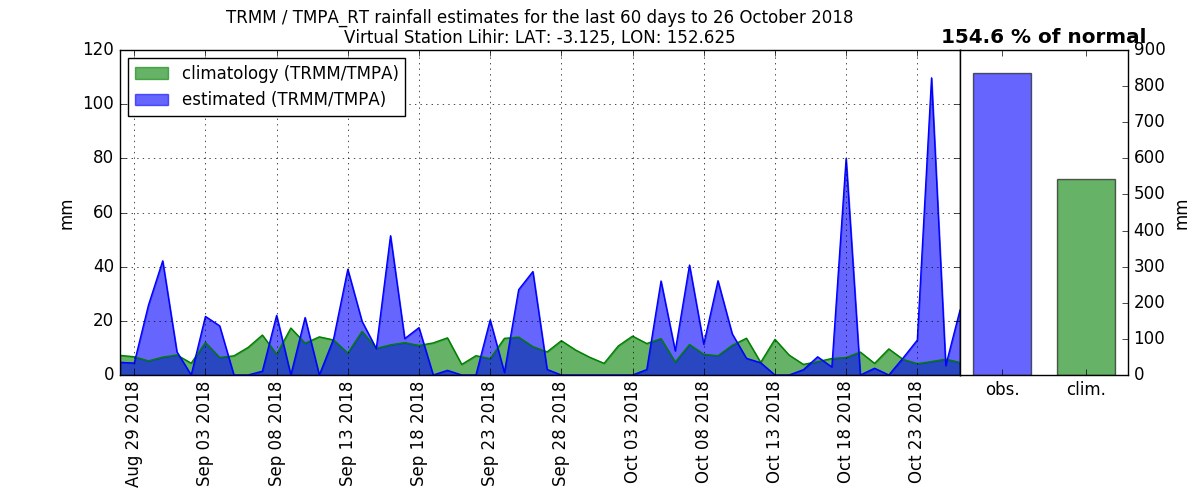 TRMM / TMPA_RT rainfall estimates for the last 60 days to 26 October 2018
Virtual Station Lihir: LAT: -3.125, LON: 152.625
154.6 % of normal
climatology (TRMM/TMPA)
estimated (TRMM/TMPA)
120
100
80
60
40
20
0
mm
900
800
700
600
500
400
300
200
100
0
mm
Aug 29 2018
Sep 03 2018
Sep 08 2018
Sep 13 2018
Sep 18 2018
Sep 23 2018
Sep 28 2018
Oct 03 2018
Oct 08 2018
Oct 13 2018
Oct 18 2018
Oct 23 2018
obs.
clim.